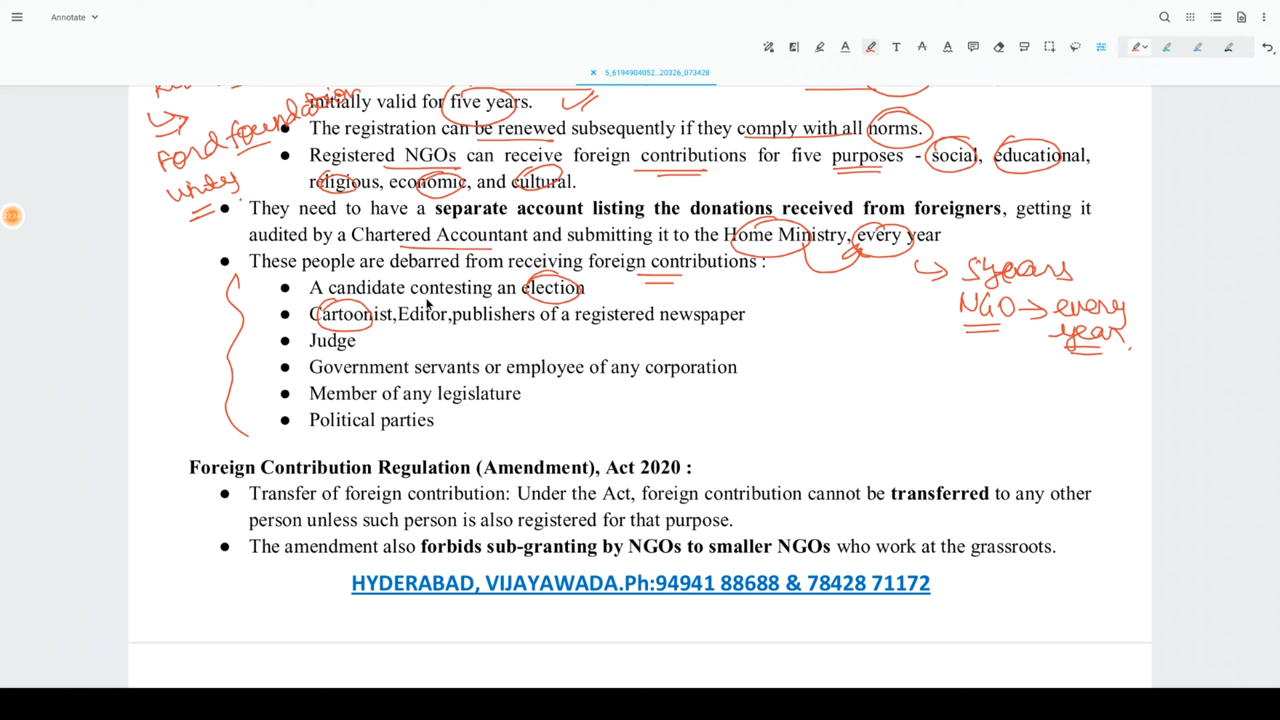 Annotate
5_6194904052...20326_073428
initially valid for five years.
The registration can be renewed subsequently if they comply with all norms.
Ford foundation
Registered NGOs can receive foreign contributions for five purposes - social, educational,
religious, economic, and cultural.
They need to have a separate account listing the donations received from foreigners, getting it
audited by a Chartered Accountant and submitting it to the Home Ministry, every year
These people are debarred from receiving foreign contributions :
5years
A candidate contesting an election
NGO → every
year.
Cartoonist,Editor,publishers of a registered newspaper
Judge
Government servants or employee of any corporation
Member of any legislature
Political parties
Foreign Contribution Regulation (Amendment), Act 2020 :
Transfer of foreign contribution: Under the Act, foreign contribution cannot be transferred to any other
person unless such person is also registered for that purpose.
The amendment also forbids sub-granting by NGOs to smaller NGOs who work at the grassroots.
HYDERABAD, VIJAYAWADA.Ph:94941 88688 & 78428 71172